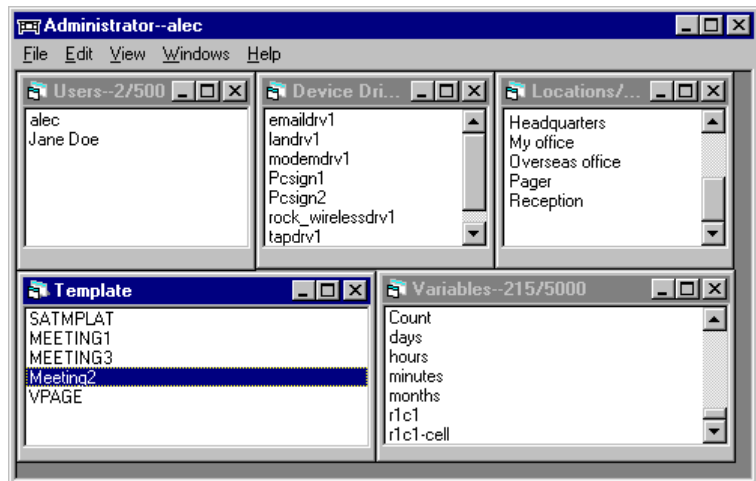 Administrator--alec
File Edit View Windows Help
Users--2/500
alec
Jane Doe
Device Dri...
emaildrv1
landrv1
modemdrv1
Pcsign1
Pcsign2
rock_wirelessdrv1
tapdrv1
Locations/...
Headquarters
My office
Overseas office
Pager
Reception
Template
SATMPLAT
MEETING1
MEETING3
Meeting2
VPAGE
Variables--215/5000
Count
days
hours
minutes
months
r1c1
r1c1-cell